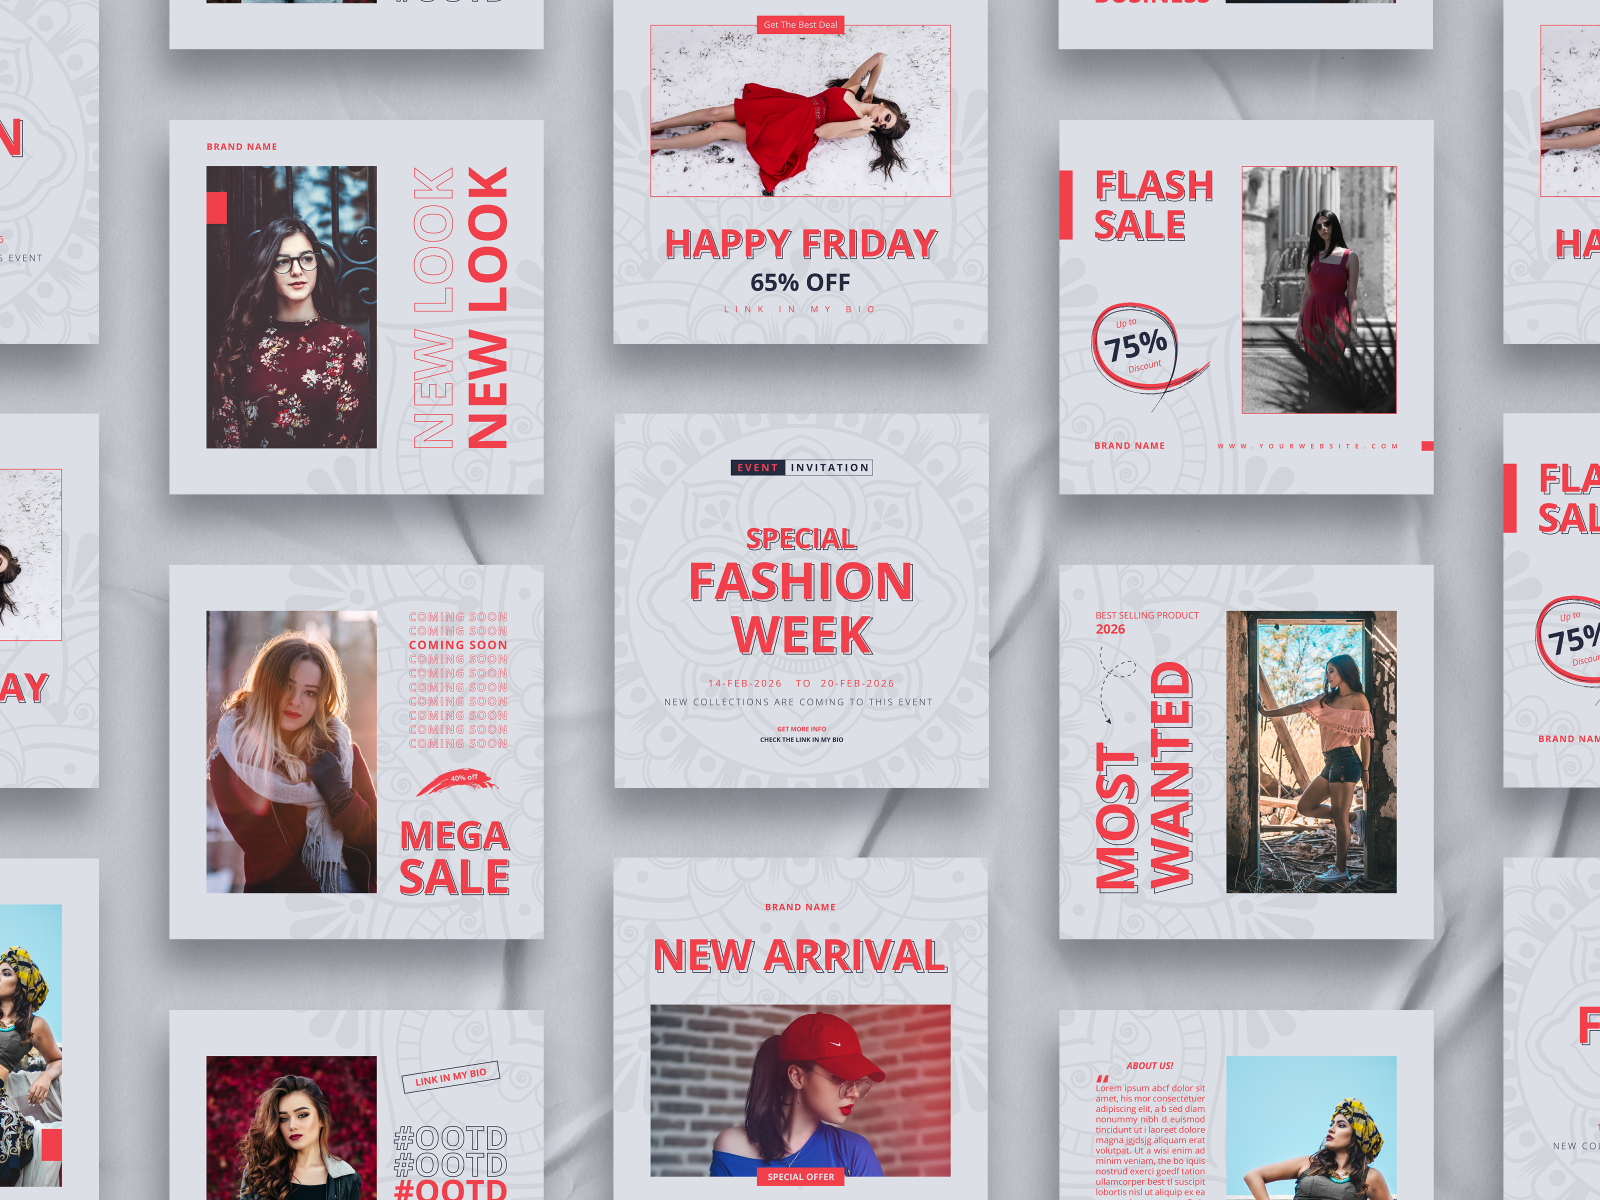 #OOTD
BRAND NAME
NEW LOOK
NEW LOOK
COMING SOON
COMING SOON
COMING SOON
COMING SOON
COMING SOON
COMING SOON
COMING SOON
COMING SOON
COMING SOON
COMING SOON
40% off
MEGA
SALE
LINK IN MY BIO
#OOTD
#OOTD
#OOTD
Get The Best Deal
HAPPY FRIDAY
65% OFF
LINK IN MY BIO
EVENT INVITATION
SPECIAL
FASHION
WEEK
14-FEB-2026 TO 20-FEB-2026
NEW COLLECTIONS ARE COMING TO THIS EVENT
GET MORE INFO
CHECK THE LINK IN MY BIO
BRAND NAME
NEW ARRIVAL
SPECIAL OFFER
BUSINESS
FLASH
SALE
Up to
75%
Discount
BRAND NAME
WWW.YOURWEBSITE.COM
BEST SELLING PRODUCT
2026
MOST
WANTED
ABOUT US!
“
Lorem ipsum abcf dolor sit
amet, his mor consectetuer
adipiscing elit, a b sed diam
nonummy nibh d euismod
tincidunt ut i laoreet dolore
magna jgjdsjg aliquam erat
volutpat. Ut a wisi enim ad
minim veniam, the bo iquis
nostrud exerci goedf tation
ullamcorper best tl suscipit
lobortis nisl ut aliquip ex ea
N
S EVENT
AY
HA
FLA
SAL
Up to
75%
Discou
BRAND NAM
F
NEW COL